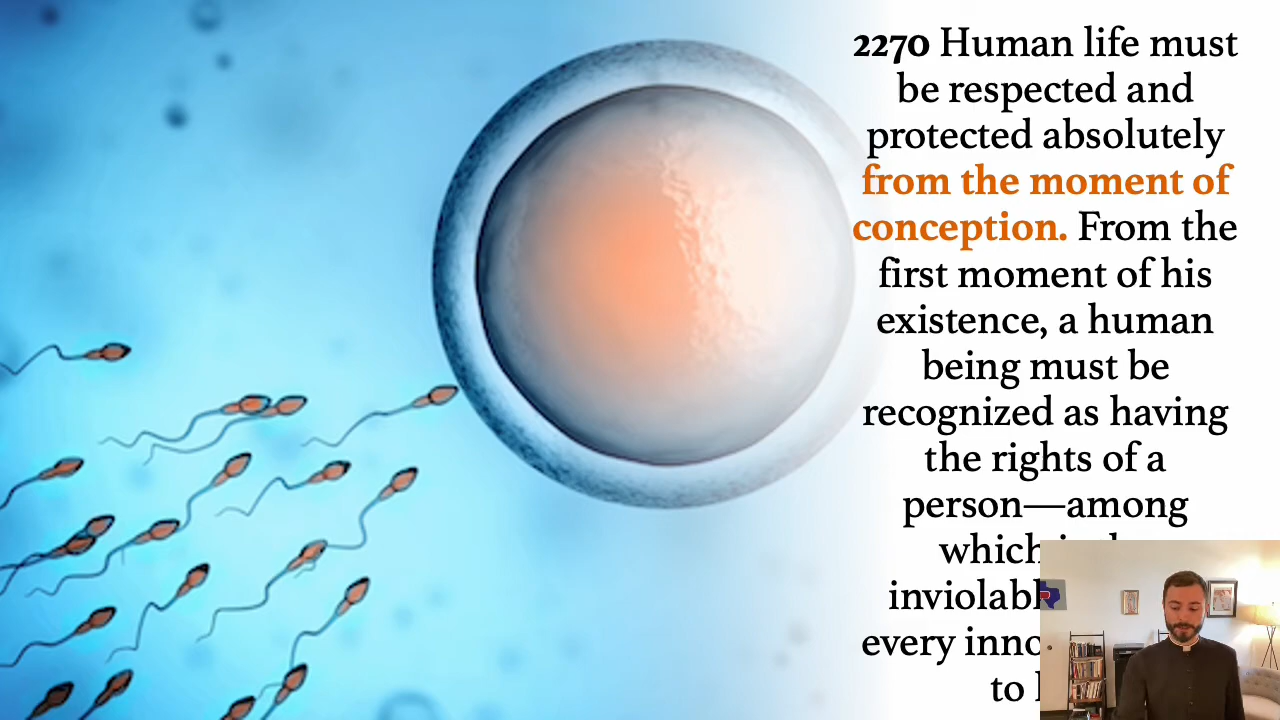 2270 Human life must
be respected and
protected absolutely
from the moment of
conception. From the
first moment of his
existence, a human
being must be
recognized as having
the rights of a
person—among
which
every
to